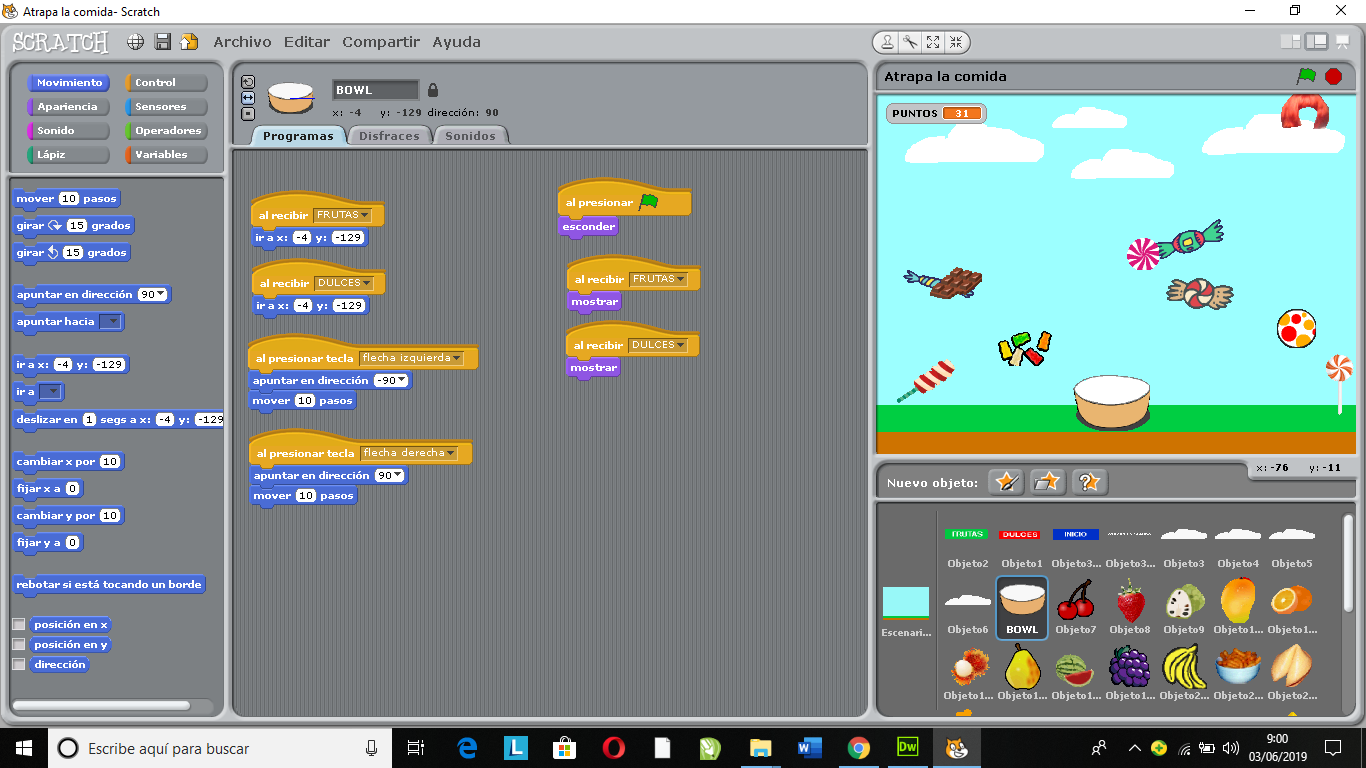 Atrapa la comida- Scratch
SCRATCH
Archivo Editar Compartir Ayuda
Movimiento Control
Apariencia Sensores
Sonido Operadores
Lápiz Variables
mover 10 pasos
girar 15 grados
girar 15 grados
apuntar en dirección 90
apuntar hacia
ir a x: -4 y: -129
ir a
deslizar en 1 segs a x: -4 y: -129
cambiar x por 10
fijar x a 0
cambiar y por 10
fijar y a 0
rebotar si está tocando un borde
posición en x
posición en y
dirección
BOWL
x: -4 y: -129 dirección: 90
Programas Disfraces Sonidos
al recibir FRUTAS
ir a x: -4 y: -129
al recibir DULCES
ir a x: -4 y: -129
al presionar tecla flecha izquierda
apuntar en dirección -90
mover 10 pasos
al presionar tecla flecha derecha
apuntar en dirección 90
mover 10 pasos
al presionar
esconder
al recibir FRUTAS
mostrar
al recibir DULCES
mostrar
Atrapa la comida
PUNTOS 31
x: -76 y: -11
Nuevo objeto:
Escenari...
FRUTAS DULCES INICIO
Objeto2 Objeto1 Objeto3... Objeto3... Objeto3 Objeto4 Objeto5
Objeto6 BOWL Objeto7 Objeto8 Objeto9 Objeto1... Objeto1...
Objeto1... Objeto1... Objeto1... Objeto1... Objeto2... Objeto2... Objeto2...
Escribe aquí para buscar
Dw
9:00
03/06/2019